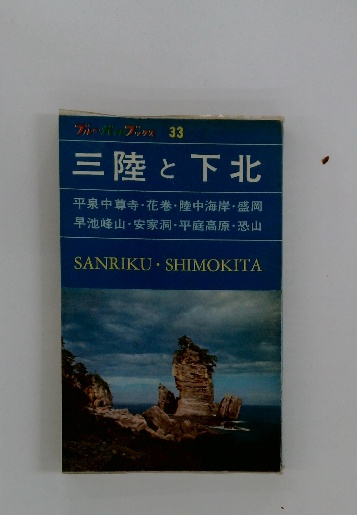 ブルーガイドブックス 33
三陸と下北
平泉中尊寺・花巻・陸中海岸・盛岡
早池峰山・安家洞・平庭高原・恐山
SANRIKU・SHIMOKITA